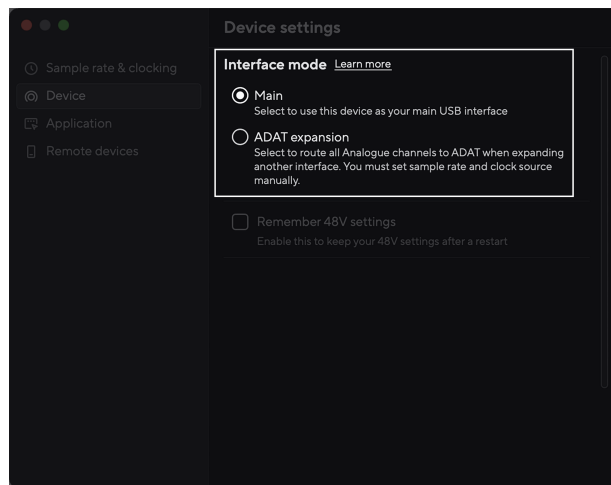 Device settings
Sample rate & clocking
Device
Application
Remote devices
Interface mode Learn more
Main
Select to use this device as your main USB interface
ADAT expansion
Select to route all Analogue channels to ADAT when expanding
another interface. You must set sample rate and clock source
manually.
Remember 48V settings
Enable this to keep your 48V settings after a restart